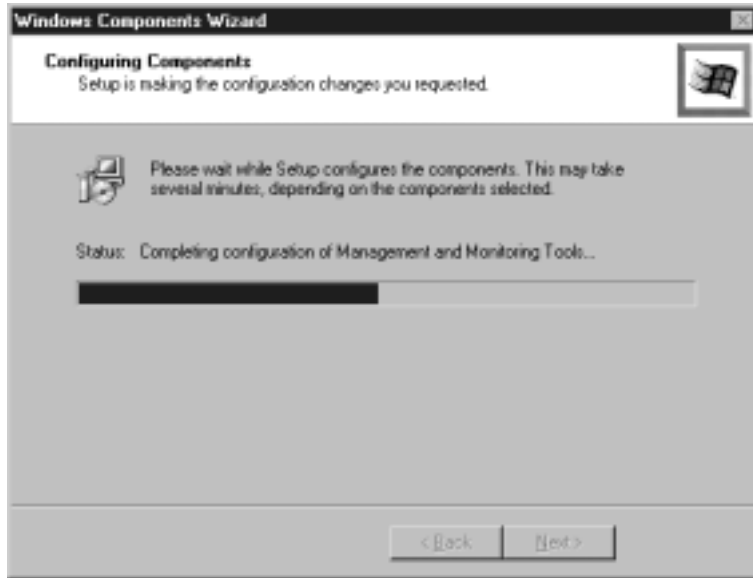 Windows Components Wizard
Configuring Components
Setup is making the configuration changes you requested.
Please wait while Setup configures the components. This may take
several minutes, depending on the components selected.
Status: Completing configuration of Management and Monitoring Tools...
< Back Next >